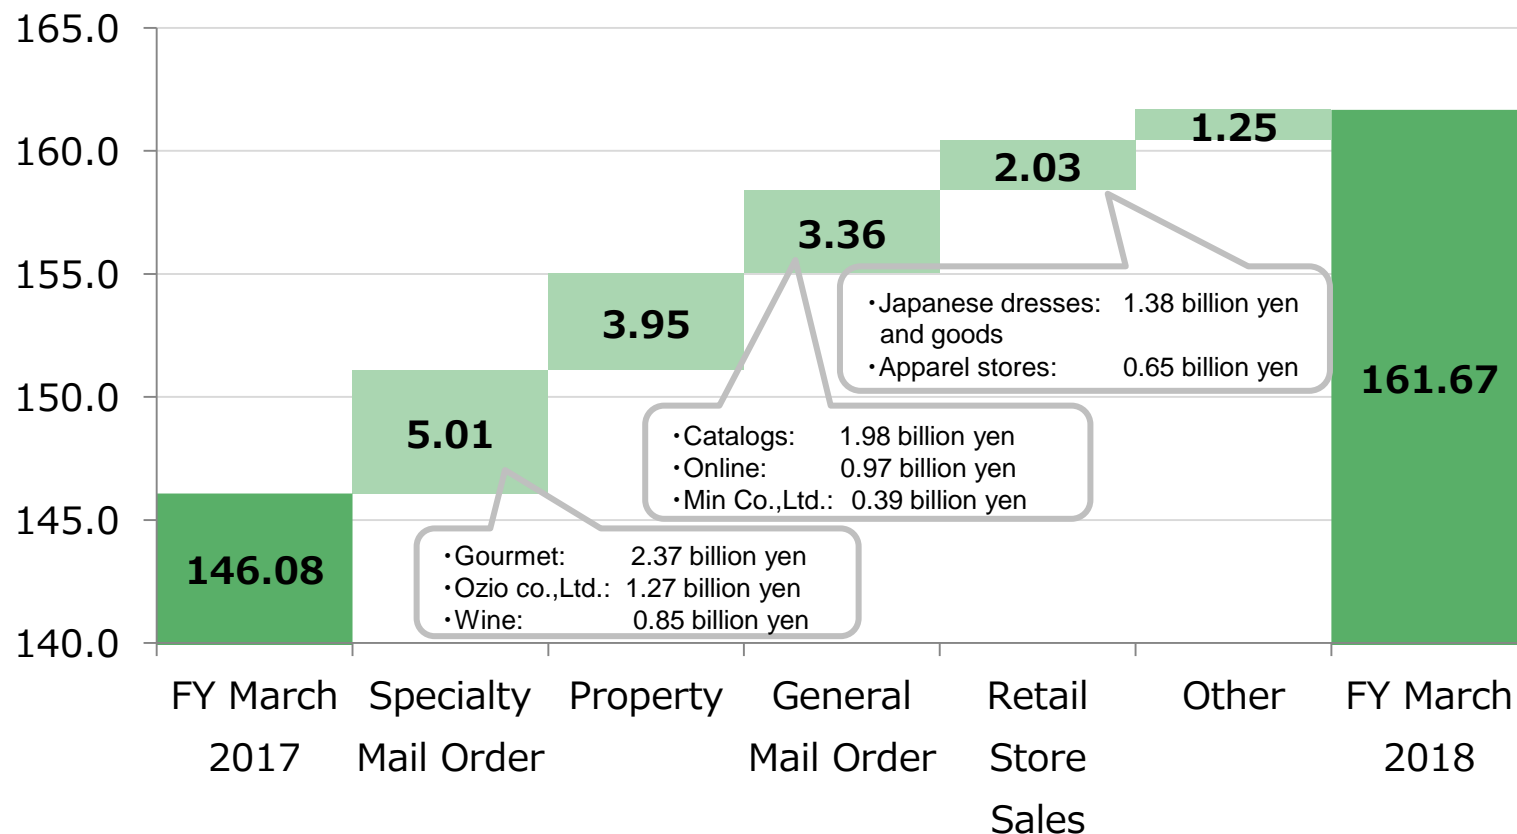 165.0
160.0
155.0
150.0
145.0
140.0
146.08
5.01
3.95
3.36
2.03
1.25
161.67
・Japanese dresses: 1.38 billion yen
and goods
・Apparel stores: 0.65 billion yen
・Catalogs: 1.98 billion yen
・Online: 0.97 billion yen
・Min Co.,Ltd.: 0.39 billion yen
・Gourmet: 2.37 billion yen
・Ozio co.,Ltd.: 1.27 billion yen
・Wine: 0.85 billion yen
FY March
2017
Specialty
Mail Order
Property
General
Mail Order
Retail
Store
Sales
Other
FY March
2018